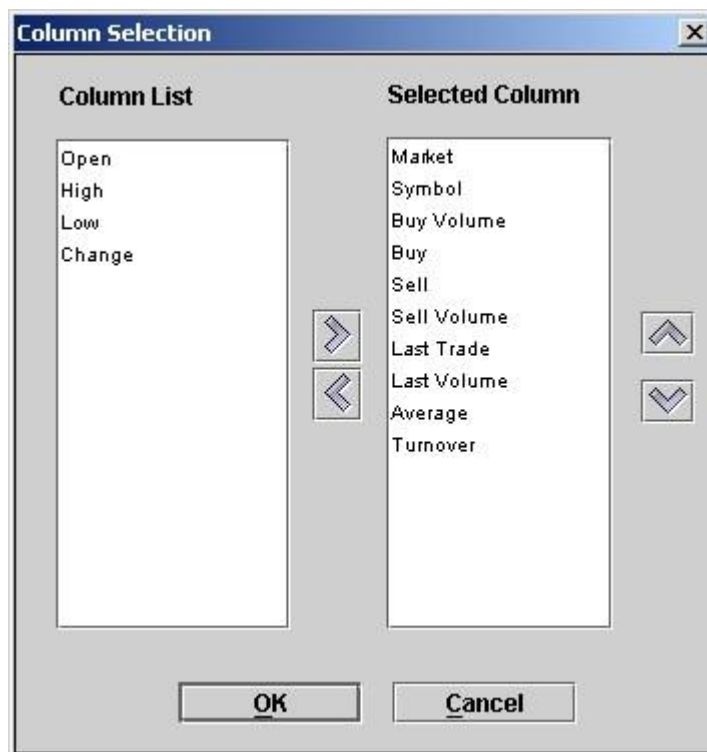 Column Selection
Column List
Selected Column
Open
High
Low
Change
Market
Symbol
Buy Volume
Buy
Sell
Sell Volume
Last Trade
Last Volume
Average
Turnover
OK
Cancel